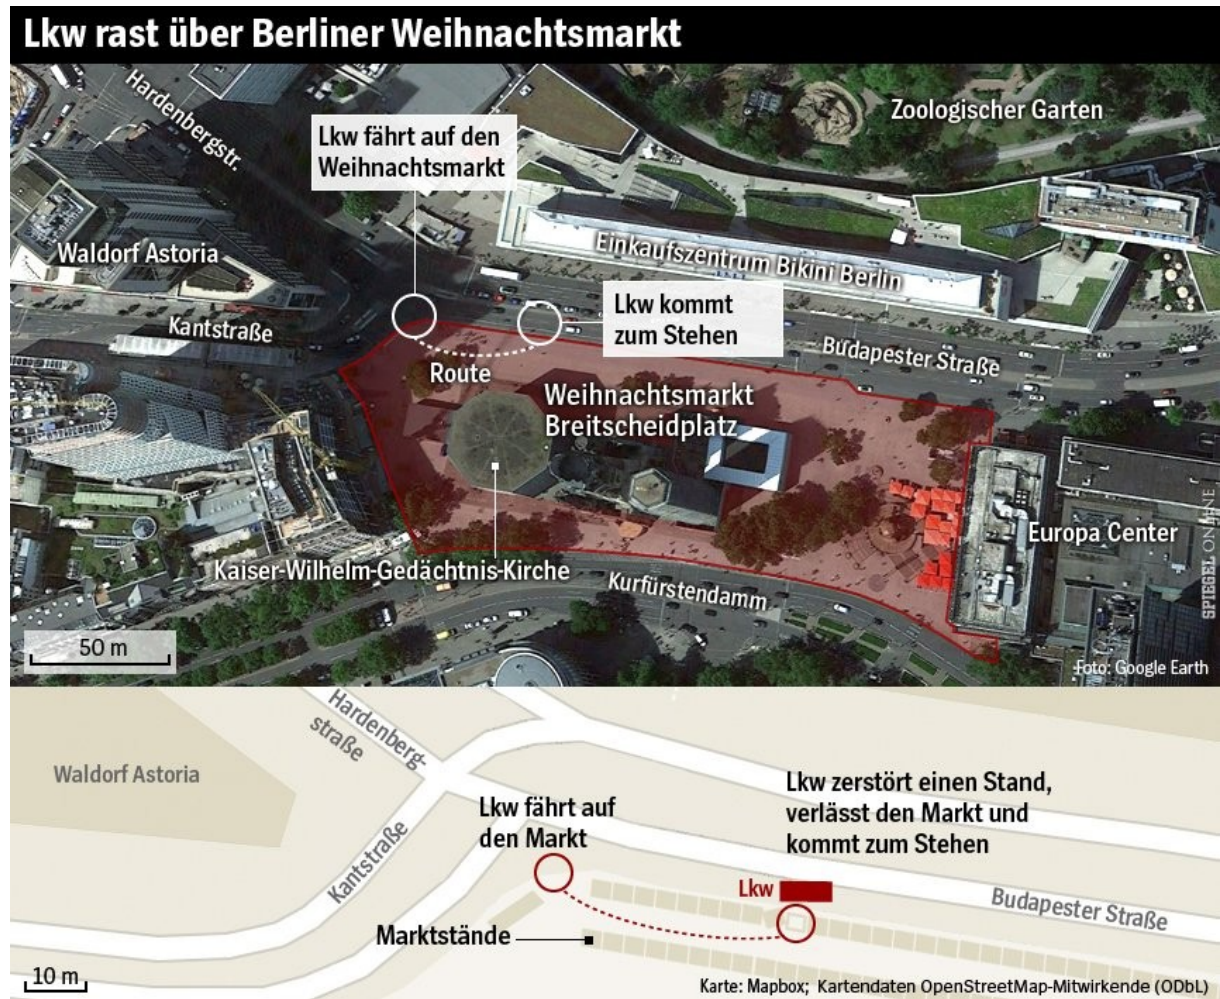 Lkw rast über Berliner Weihnachtsmarkt
Hardenbergstr.
Zoologischer Garten
Lkw fährt auf den
Weihnachtsmarkt
Waldorf Astoria
Einkaufszentrum Bikini Berlin
Lkw kommt
zum Stehen
Kantstraße
Budapester Straße
Route
Weihnachtsmarkt
Breitscheidplatz
Europa Center
Kaiser-Wilhelm-Gedächtnis-Kirche
Kurfürstendamm
SPIEGEL ONLINE
50 m
Foto: Google Earth
Hardenberg-
straße
Waldorf Astoria
Lkw zerstört einen Stand,
verlässt den Markt und
kommt zum Stehen
Lkw fährt auf
den Markt
Kantstraße
Lkw
Budapester Straße
Marktstände
10 m
Karte: Mapbox; Kartendaten OpenStreetMap-Mitwirkende (ODbL)